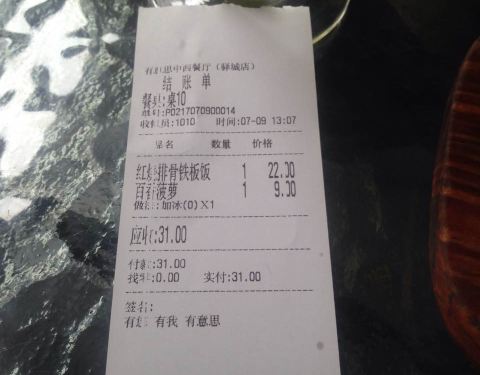 有意思中西餐厅（驿城店）
结 账 单
餐具:桌10
单号:P0217070900014
收银员:1010 时间:07-09 13:07
品名 数量 价格
红烧排骨铁板饭 1 22.00
百香菠萝 1 9.00
做法:加冰(0)X1
应收:31.00
付款:31.00
找零:0.00 实付:31.00
签名:
有你 有我 有意思